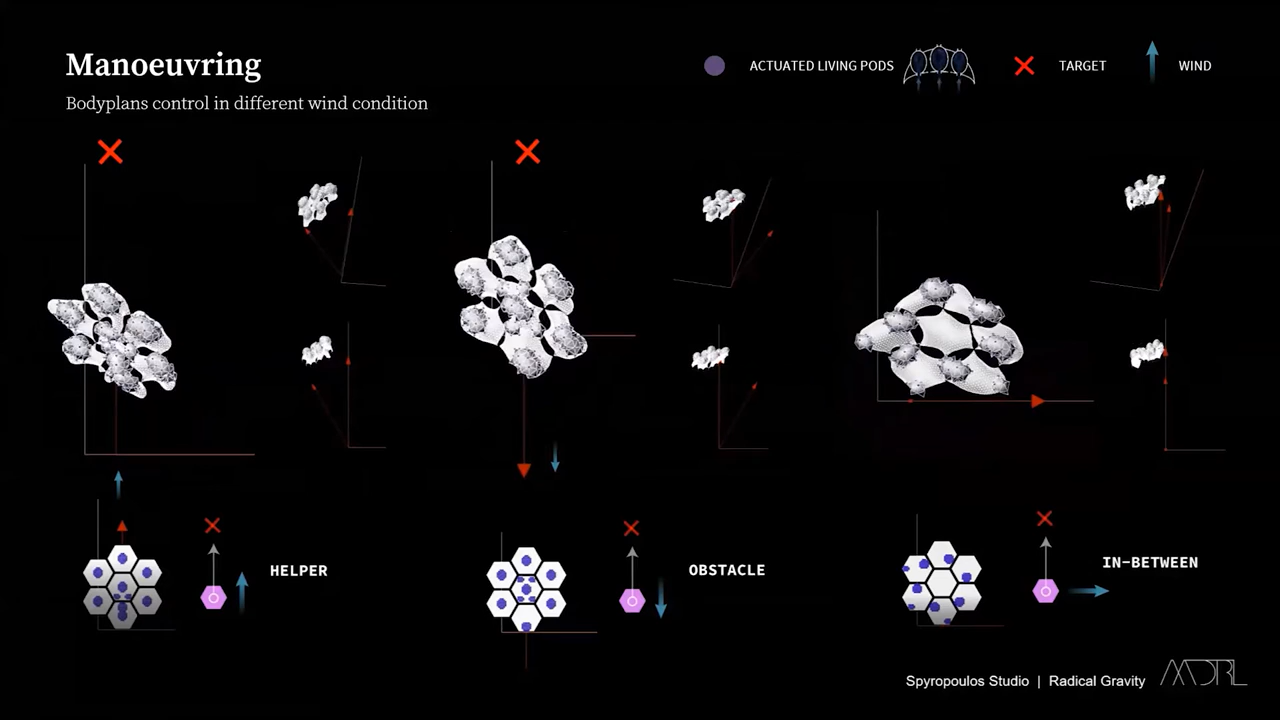 Manoeuvring
Bodyplans control in different wind condition
ACTUATED LIVING PODS
TARGET
WIND
HELPER
OBSTACLE
IN-BETWEEN
Spyropoulos Studio | Radical Gravity